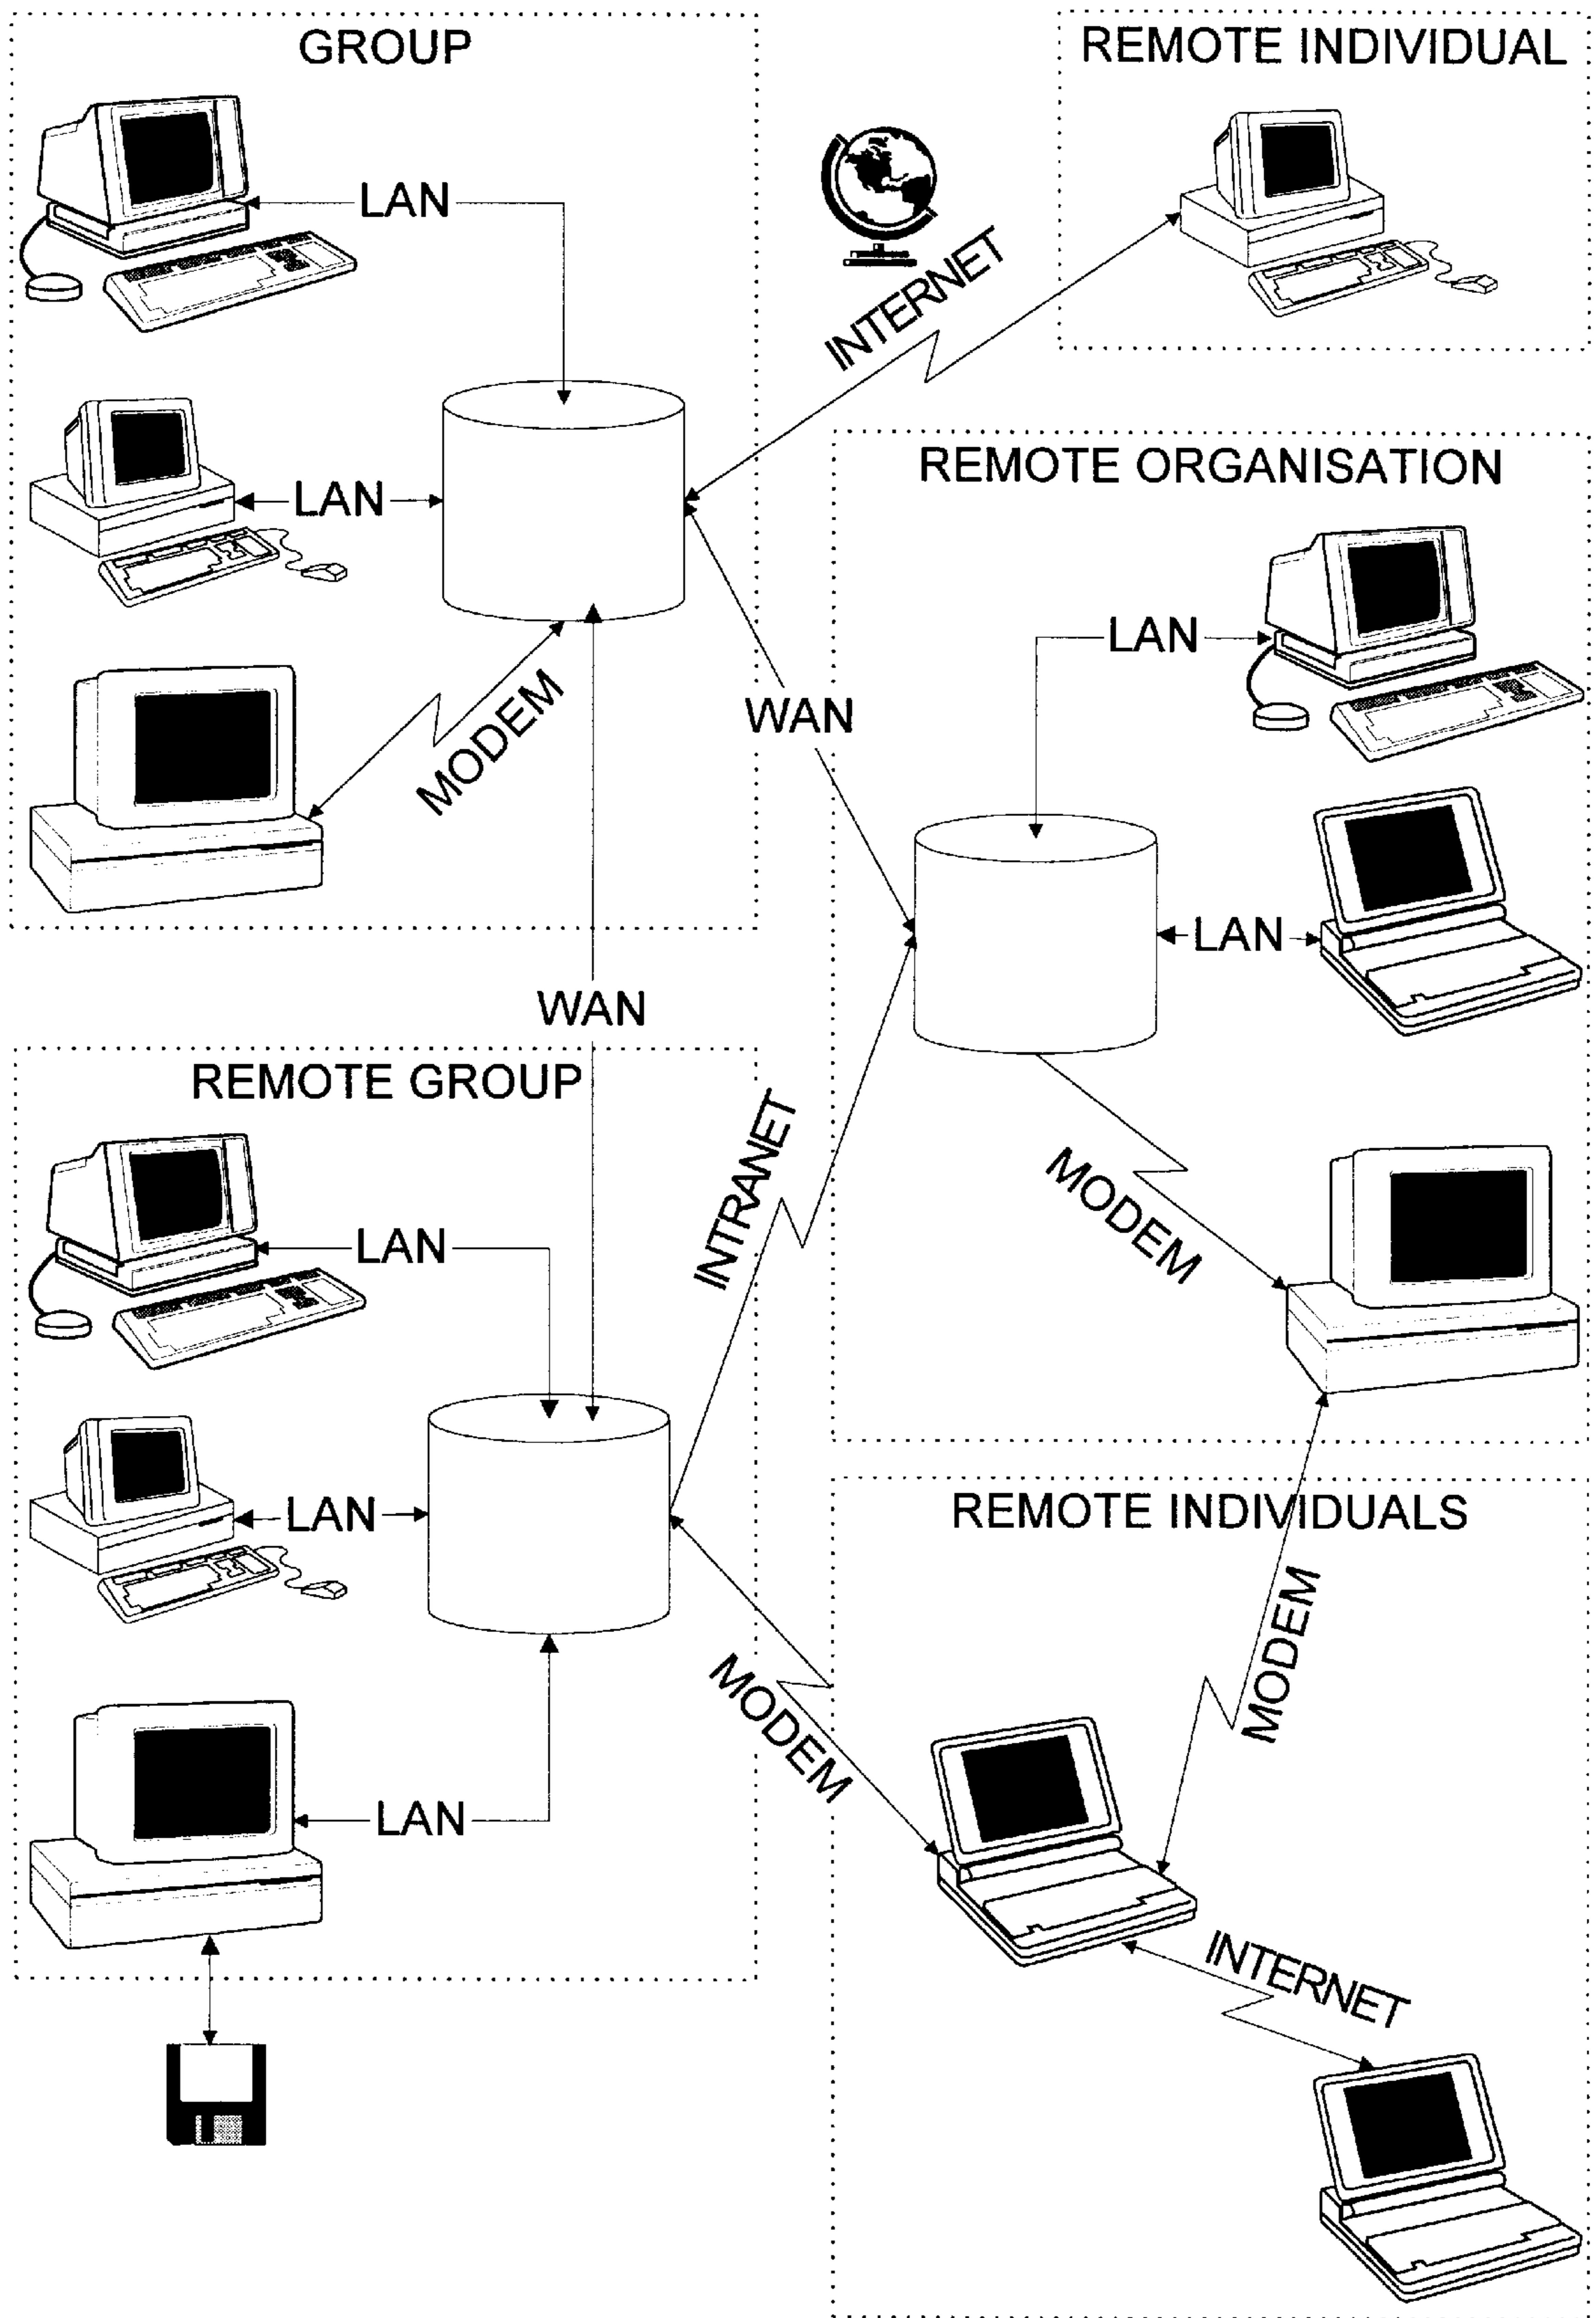 GROUP
REMOTE INDIVIDUAL
LAN
INTERNET
LAN
MODEM
REMOTE ORGANISATION
LAN
WAN
LAN
MODEM
WAN
REMOTE GROUP
LAN
INTRANET
LAN
LAN
MODEM
REMOTE INDIVIDUALS
MODEM
INTERNET